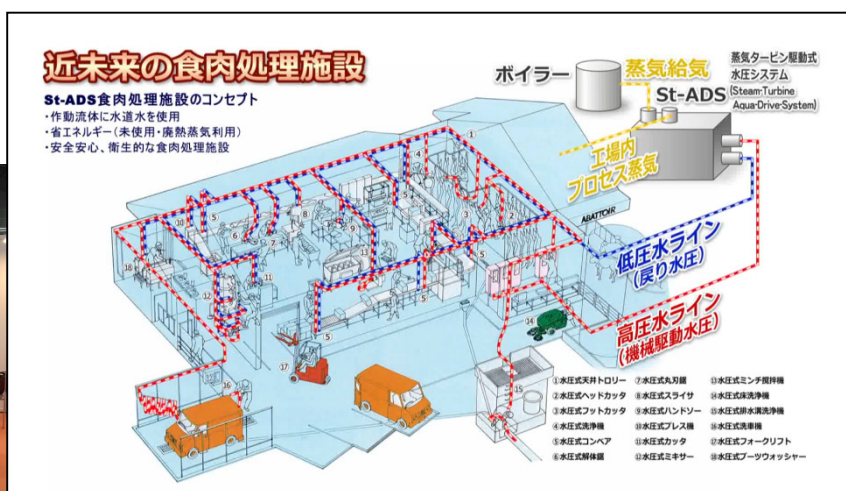 近未来の食肉処理施設
St-ADS食肉処理施設のコンセプト
・作動流体に水道水を使用
・省エネルギー(未使用・廃熱蒸気利用)
・安全安心、衛生的な食肉処理施設
ボイラー
蒸気給気
St-ADS
蒸気タービン駆動式
水圧システム
(Steam-Turbine
Aqua-Drive-System)
工場内
プロセス蒸気
ABATTOIR
低圧水ライン
(戻り水圧)
高圧水ライン
(機械駆動水圧)
①水圧式天井トロリー
②水圧式ヘッドカッタ
③水圧式フットカッタ
④水圧式洗浄機
⑤水圧式コンベア
⑥水圧式解体鋸
⑦水圧式丸刃鋸
⑧水圧式スライサ
⑨水圧式ハンドソー
⑩水圧式プレス機
⑪水圧式カッタ
⑫水圧式ミキサー
⑬水圧式ミンチ撹拌機
⑭水圧式床洗浄機
⑮水圧式排水溝洗浄機
⑯水圧式洗車機
⑰水圧式フォークリフト
⑱水圧式ブーツウォッシャー